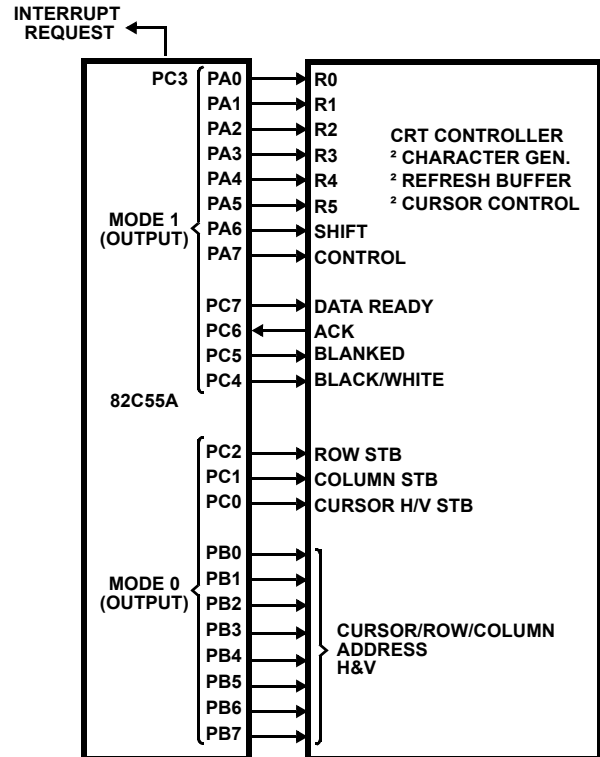 INTERRUPT
REQUEST
PC3 PA0 R0
PA1 R1
PA2 R2
PA3 R3
PA4 R4
PA5 R5
PA6 SHIFT
PA7 CONTROL
CRT CONTROLLER
² CHARACTER GEN.
² REFRESH BUFFER
² CURSOR CONTROL
MODE 1
(OUTPUT)
PC7 DATA READY
PC6 ACK
PC5 BLANKED
PC4 BLACK/WHITE
82C55A
PC2 ROW STB
PC1 COLUMN STB
PC0 CURSOR H/V STB
MODE 0
(OUTPUT)
PB0
PB1
PB2
PB3
PB4
PB5
PB6
PB7
CURSOR/ROW/COLUMN
ADDRESS
H&V